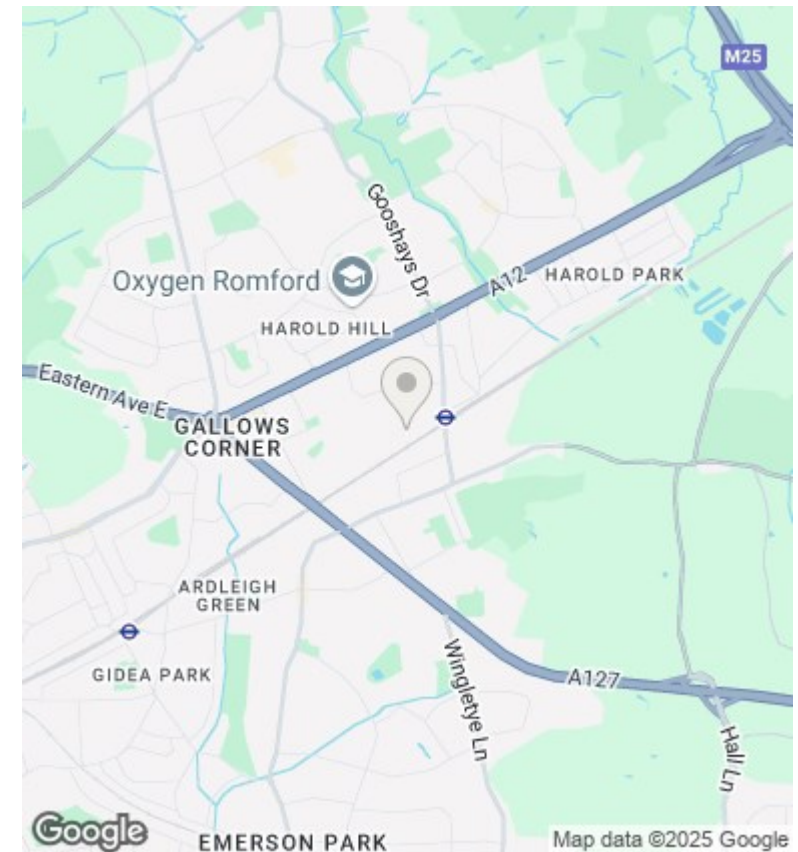 M25
Gooshays Dr
Oxygen Romford
A12
HAROLD PARK
HAROLD HILL
Eastern Ave E
GALLOWS
CORNER
ARDLEIGH
GREEN
GIDEA PARK
Wingletye Ln
A127
Hall Ln
Google
EMERSON PARK
Map data ©2025 Google